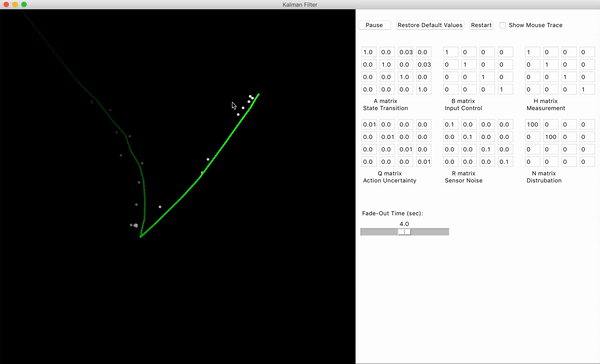 Kalman Filter
Pause Restore Default Values Restart Show Mouse Trace
1.0 0.0 0.03 0.0 1 0 0 0 1 0 0 0
0.0 1.0 0.0 0.03 0 1 0 0 0 1 0 0
0.0 0.0 1.0 0.0 0 0 1 0 0 0 1 0
0.0 0.0 0.0 1.0 0 0 0 1 0 0 0 1
A matrix B matrix H matrix
State Transition Input Control Measurement
0.01 0.0 0.0 0.0 0.1 0.0 0.0 0.0 100 0 0 0
0.0 0.01 0.0 0.0 0.0 0.1 0.0 0.0 0 100 0 0
0.0 0.0 0.01 0.0 0.0 0.0 0.1 0.0 0 0 0 0
0.0 0.0 0.0 0.01 0.0 0.0 0.0 0.1 0 0 0 0
Q matrix R matrix N matrix
Action Uncertainty Sensor Noise Distrubation
Fade-Out Time (sec):
4.0